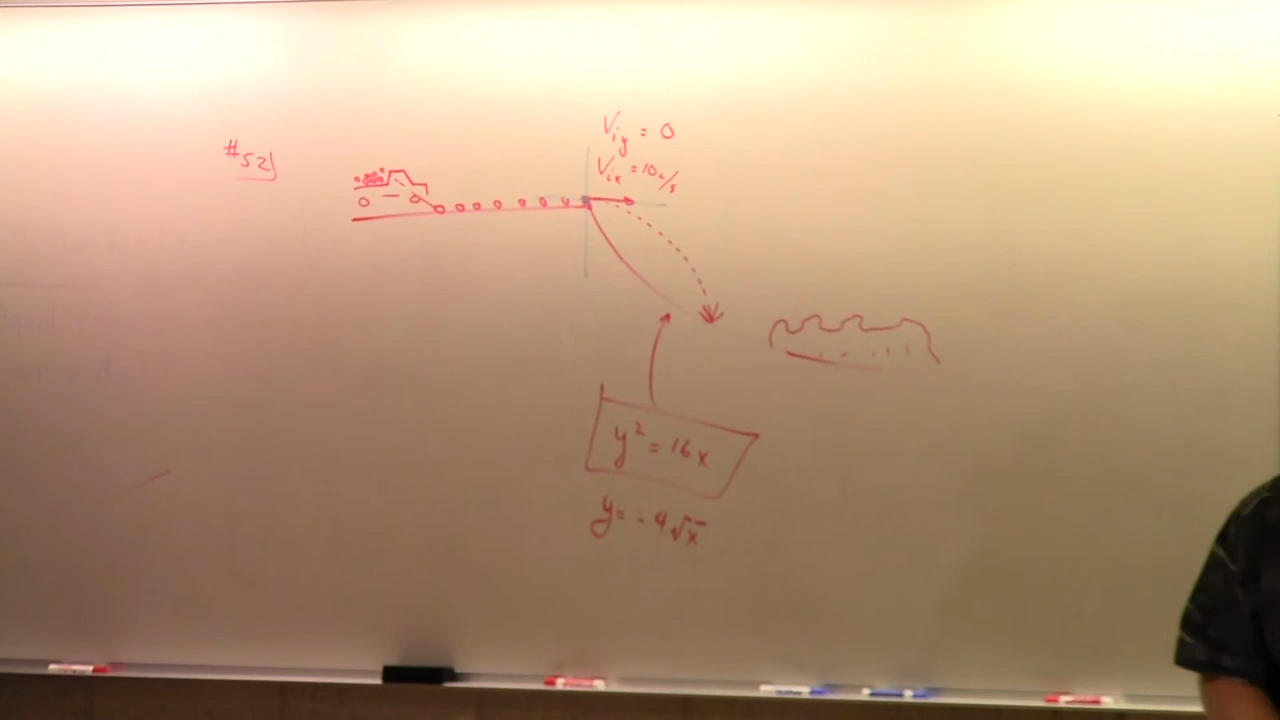 #52)
Viy = 0
Vix = 10 m/s
y² = 16x
y = -4√x